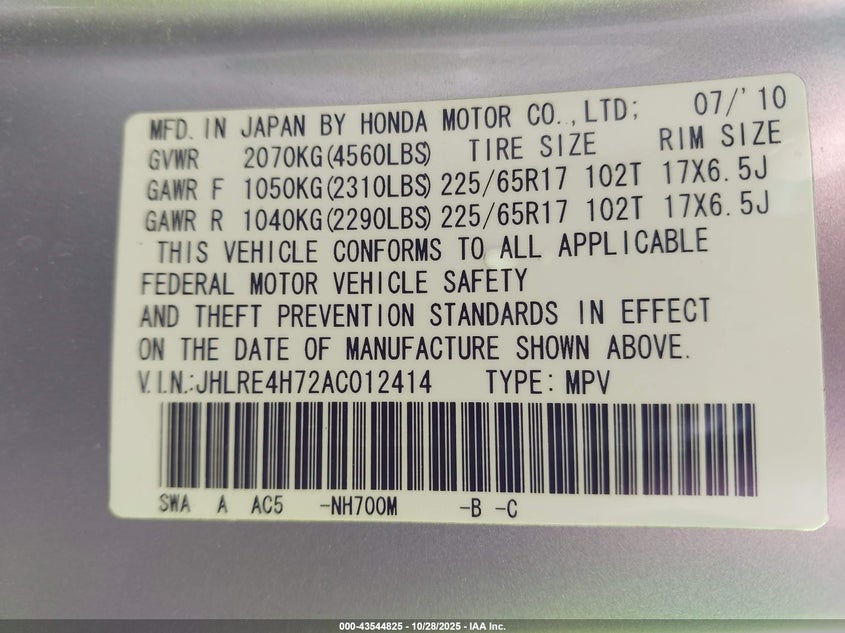 MFD. IN JAPAN BY HONDA MOTOR CO.,LTD; 07/'10
GVWR 2070KG(4560LBS) TIRE SIZE RIM SIZE
GAWR F 1050KG(2310LBS) 225/65R17 102T 17X6.5J
GAWR R 1040KG(2290LBS) 225/65R17 102T 17X6.5J
THIS VEHICLE CONFORMS TO ALL APPLICABLE
FEDERAL MOTOR VEHICLE SAFETY
AND THEFT PREVENTION STANDARDS IN EFFECT
ON THE DATE OF MANUFACTURE SHOWN ABOVE.
V.I.N.:JHLRE4H72AC012414 TYPE: MPV
SWA A AC5 -NH700M -B -C
000-43544825 - 10/28/2025 - IAA Inc.